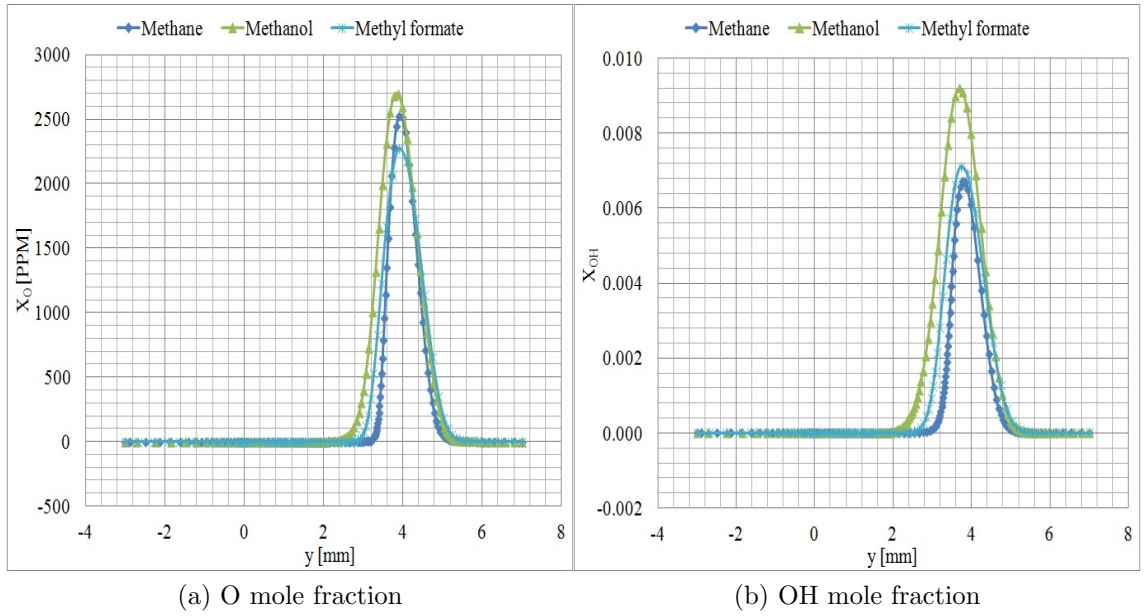 Methane Methanol Methyl formate
3000
2500
2000
1500
1000
500
0
-500
X_O [PPM]
-4 -2 0 2 4 6 8
y [mm]
(a) O mole fraction
Methane Methanol Methyl formate
0.010
0.008
0.006
0.004
0.002
0.000
-0.002
X_OH
-4 -2 0 2 4 6 8
y [mm]
(b) OH mole fraction